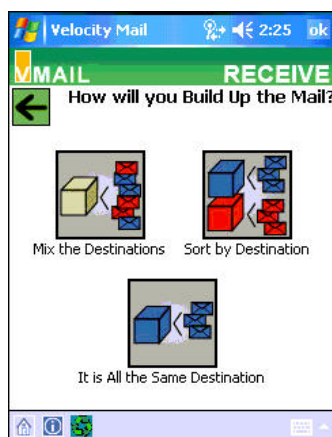 Velocity Mail 2:25 ok
VMAIL RECEIVE
How will you Build Up the Mail?
Mix the Destinations Sort by Destination
It is All the Same Destination